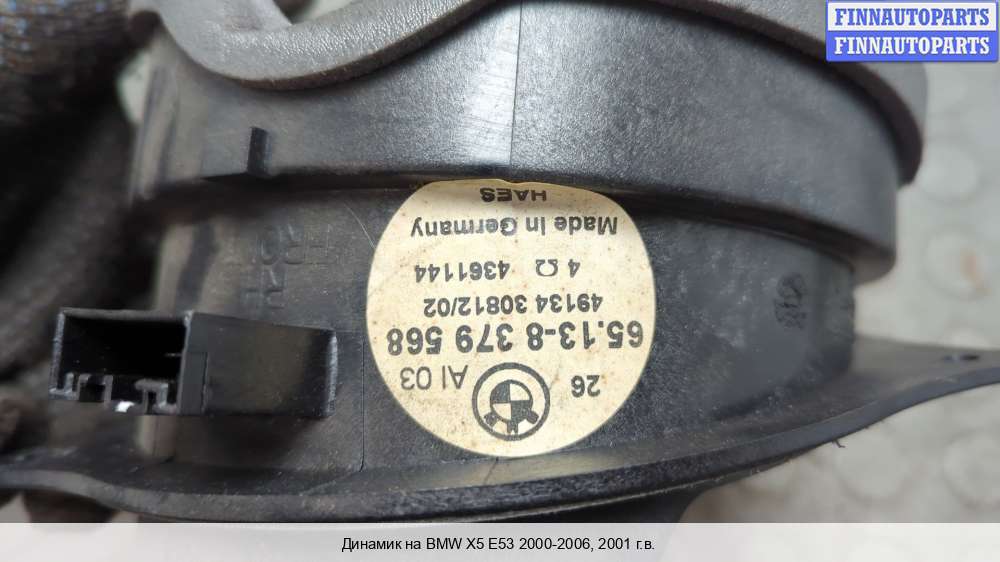 FINNAUTOPARTS
FINNAUTOPARTS
26
AI 03
65.13-8 379 568
49134 30812/02
4 Ω 4361144
Made In Germany
HAES
FRONT
Динамик на BMW X5 E53 2000-2006, 2001 г.в.